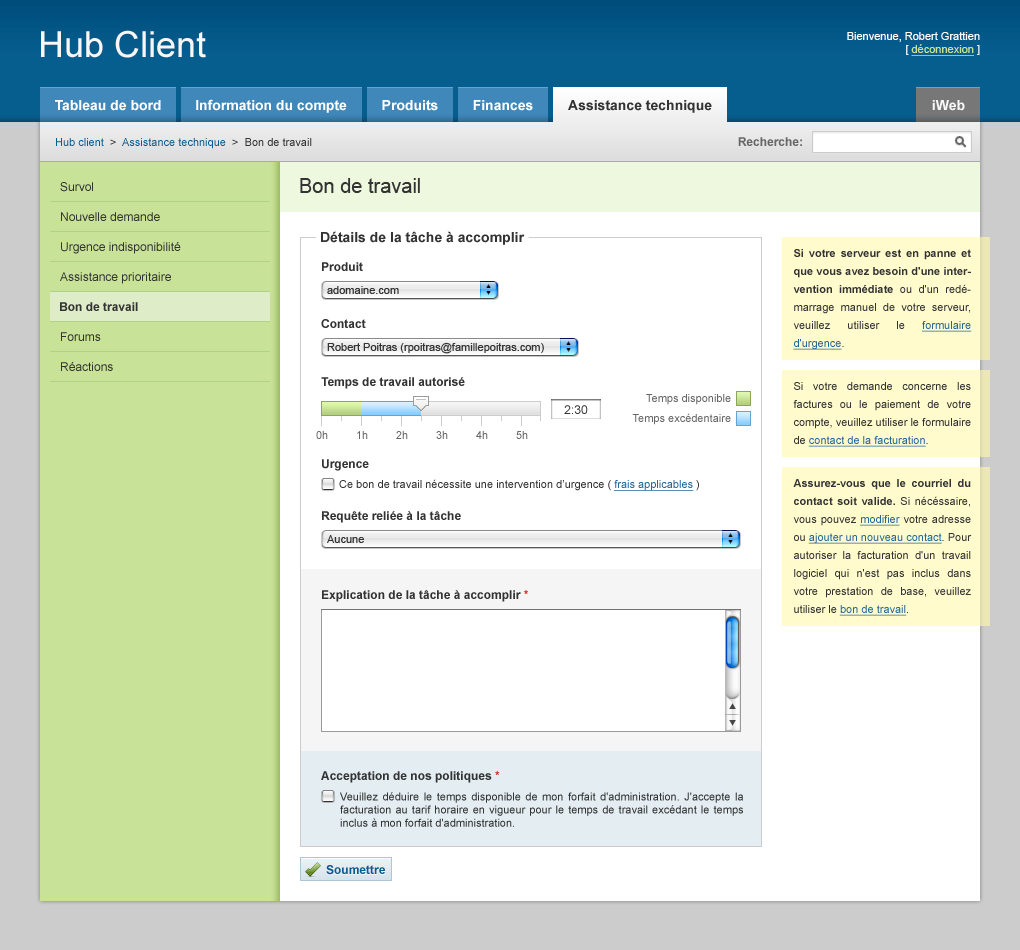 Hub Client
Bienvenue, Robert Grattien
[ déconnexion ]
Tableau de bord
Information du compte
Produits
Finances
Assistance technique
iWeb
Hub client > Assistance technique > Bon de travail
Recherche:
Survol
Nouvelle demande
Urgence indisponibilité
Assistance prioritaire
Bon de travail
Forums
Réactions
Bon de travail
Détails de la tâche à accomplir
Produit
adomaine.com
Contact
Robert Poitras (rpoitras@famillepoitras.com)
Temps de travail autorisé
2:30
Temps disponible
Temps excédentaire
0h 1h 2h 3h 4h 5h
Urgence
Ce bon de travail nécessite une intervention d'urgence ( frais applicables )
Requête reliée à la tâche
Aucune
Explication de la tâche à accomplir *
Acceptation de nos politiques *
Veuillez déduire le temps disponible de mon forfait d'administration. J'accepte la
facturation au tarif horaire en vigueur pour le temps de travail excédant le temps
inclus à mon forfait d'administration.
Soumettre
Si votre serveur est en panne et
que vous avez besoin d'une inter-
vention immédiate ou d'un redé-
marrage manuel de votre serveur,
veuillez utiliser le formulaire
d'urgence.
Si votre demande concerne les
factures ou le paiement de votre
compte, veuillez utiliser le formulaire
de contact de la facturation.
Assurez-vous que le courriel du
contact soit valide. Si nécéssaire,
vous pouvez modifier votre adresse
ou ajouter un nouveau contact. Pour
autoriser la facturation d'un travail
logiciel qui n'est pas inclus dans
votre prestation de base, veuillez
utiliser le bon de travail.